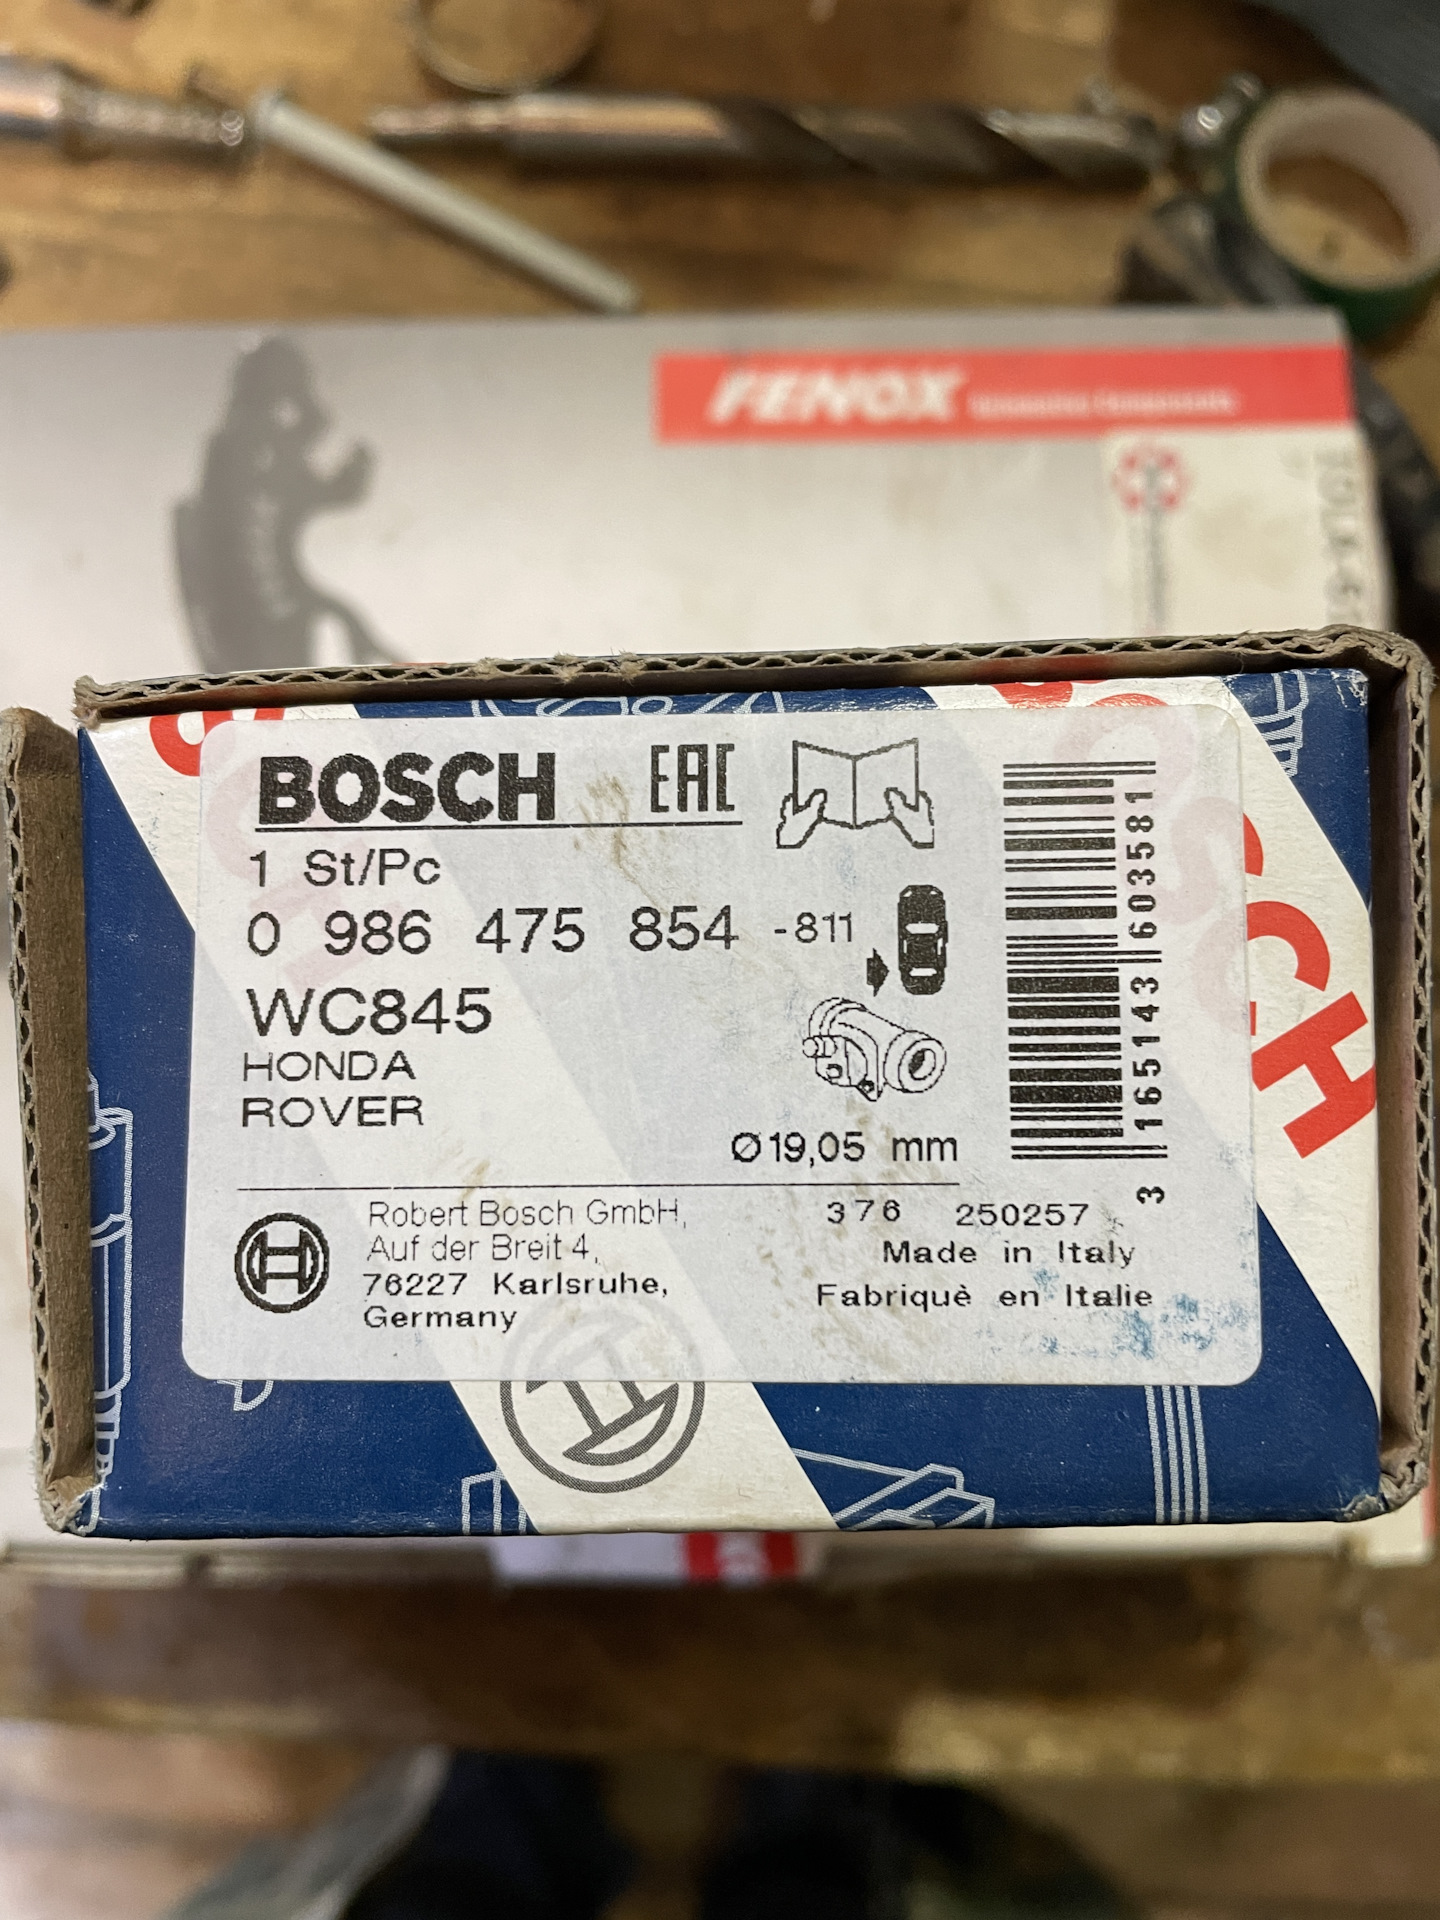 FENOX
BOSCH EAC
1 St/Pc
0 986 475 854 -811
WC845
HONDA
ROVER
Ø19,05 mm
3 165143 603581
Robert Bosch GmbH,
Auf der Breit 4,
76227 Karlsruhe,
Germany
376 250257
Made in Italy
Fabriquè en Italie